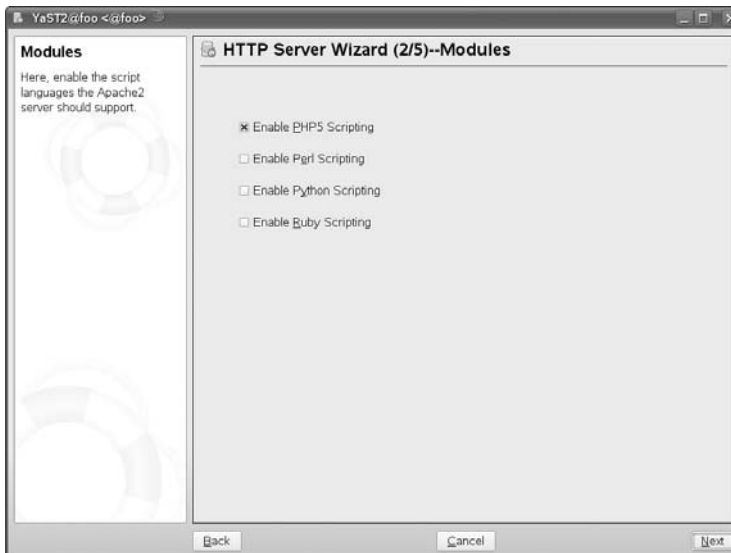 YaST2@foo <@foo>
Modules
Here, enable the script
languages the Apache2
server should support.
HTTP Server Wizard (2/5)--Modules
Enable PHP5 Scripting
Enable Perl Scripting
Enable Python Scripting
Enable Ruby Scripting
Back
Cancel
Next